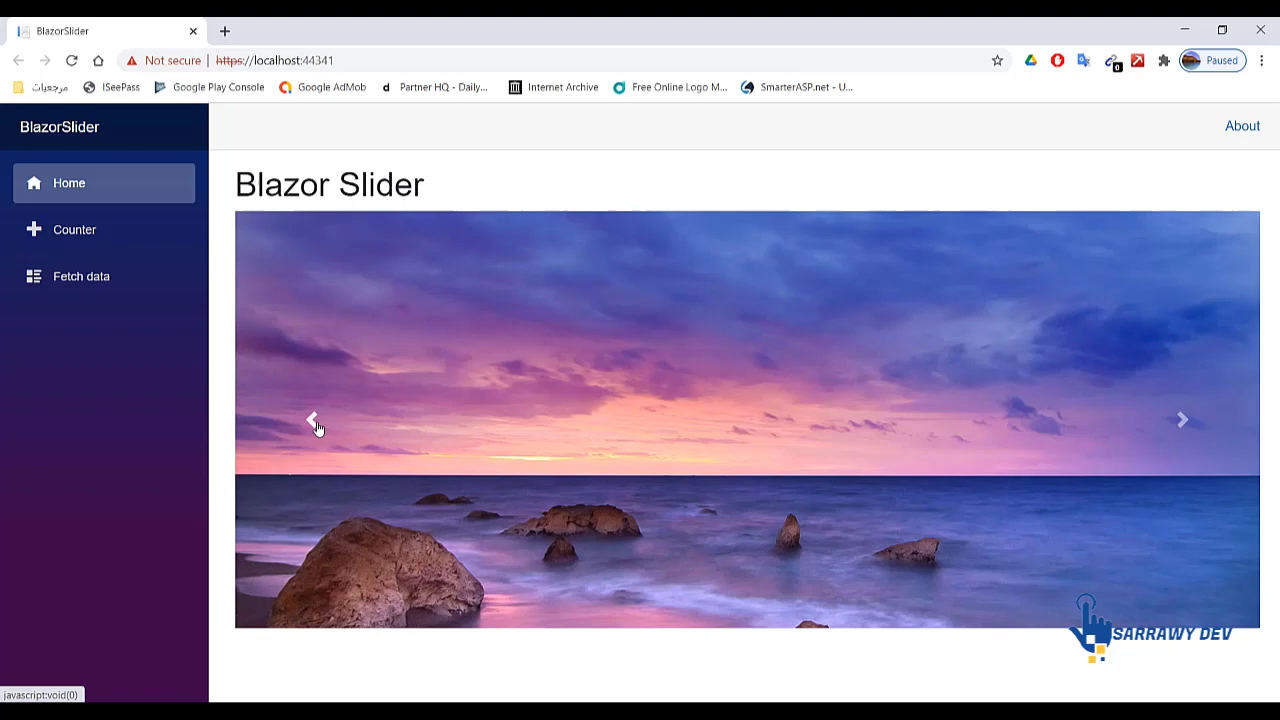 BlazorSlider
Not secure | https://localhost:44341
0
Paused
مرجعيات
ISeePass
Google Play Console
Google AdMob
d Partner HQ - Daily...
Internet Archive
Free Online Logo M...
SmarterASP.net - U...
BlazorSlider
About
Home
Counter
Fetch data
Blazor Slider
SARRAWY DEV
javascript:void(0)